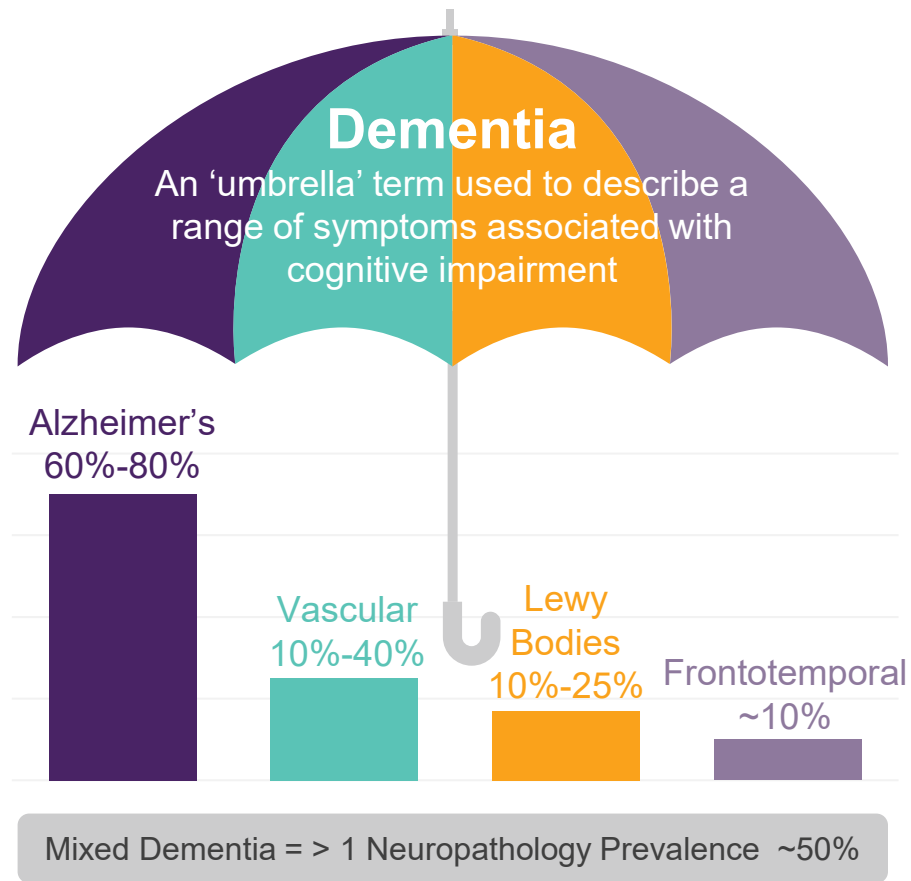 Dementia
An ‘umbrella’ term used to describe a
range of symptoms associated with
cognitive impairment
Alzheimer’s
60%-80%
Vascular
10%-40%
Lewy
Bodies
10%-25%
Frontotemporal
~10%
Mixed Dementia = > 1 Neuropathology Prevalence ~50%